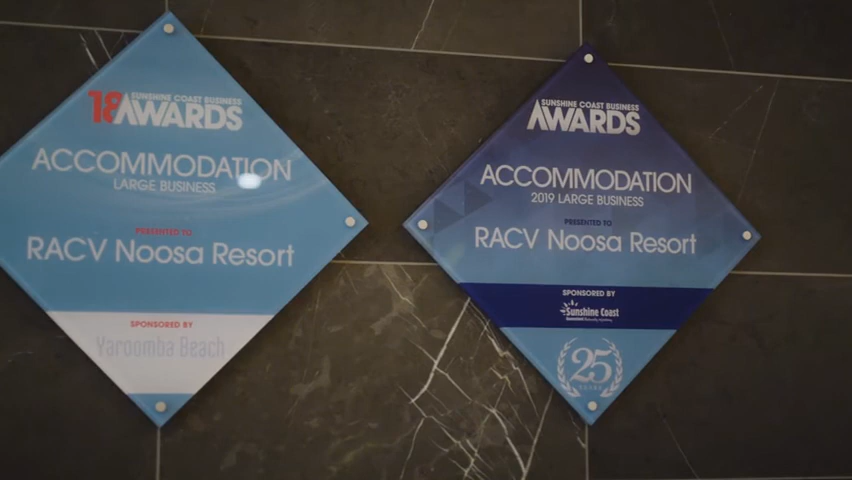 18 SUNSHINE COAST BUSINESS
AWARDS
ACCOMMODATION
LARGE BUSINESS
PRESENTED TO
RACV Noosa Resort
SPONSORED BY
Yaroomba Beach
SUNSHINE COAST BUSINESS
AWARDS
ACCOMMODATION
2019 LARGE BUSINESS
PRESENTED TO
RACV Noosa Resort
SPONSORED BY
Sunshine Coast
25
YEARS